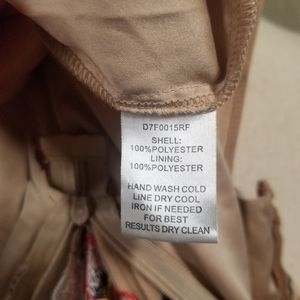 D7F0015RF
SHELL:
100%POLYESTER
LINING:
100%POLYESTER
HAND WASH COLD
LINE DRY COOL
IRON IF NEEDED
FOR BEST
RESULTS DRY CLEAN